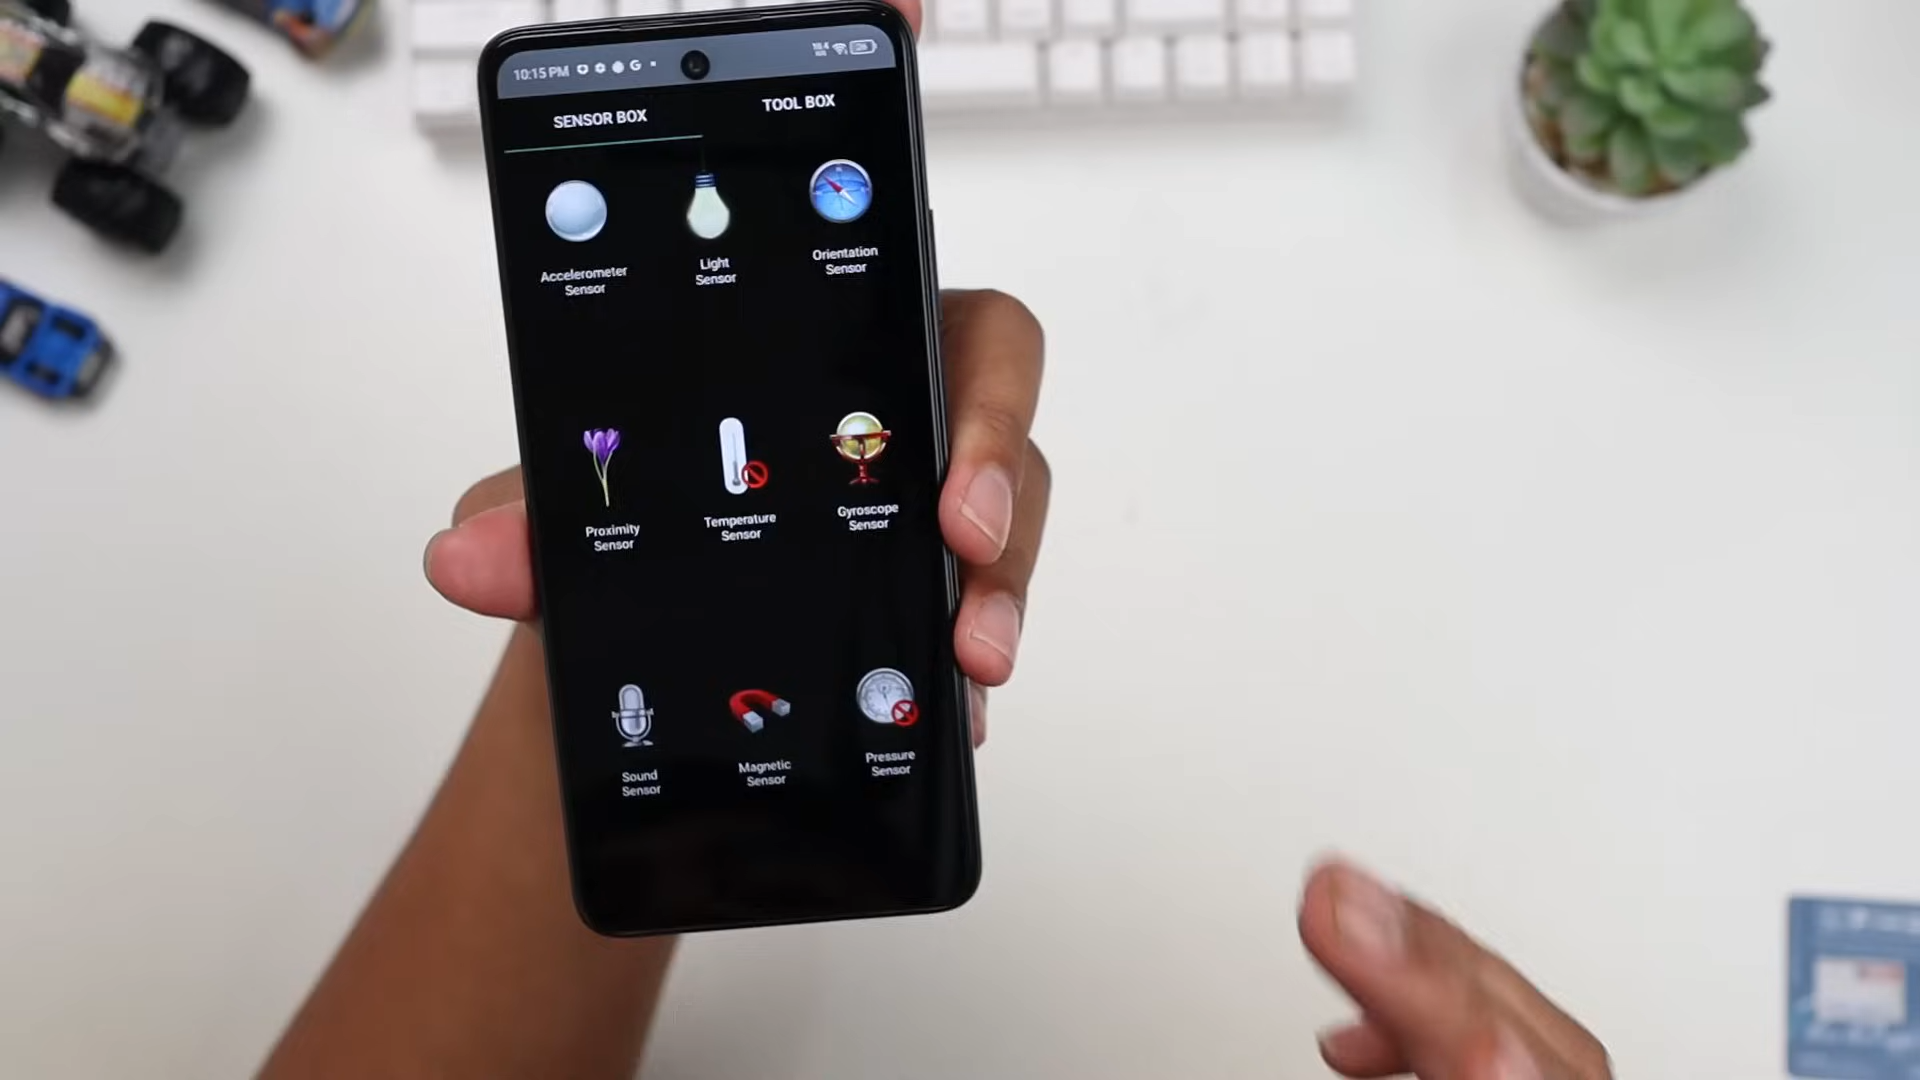 10:15 PM G
SENSOR BOX
TOOL BOX
Accelerometer
Sensor
Light
Sensor
Orientation
Sensor
Proximity
Sensor
Temperature
Sensor
Gyroscope
Sensor
Sound
Sensor
Magnetic
Sensor
Pressure
Sensor